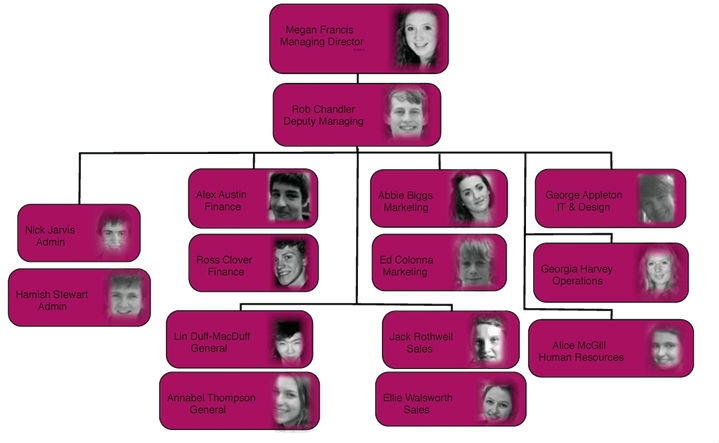 Megan Francis
Managing Director
Rob Chandler
Deputy Managing
Alex Austin
Finance
Abbie Biggs
Marketing
George Appleton
IT & Design
Nick Jarvis
Admin
Ross Clover
Finance
Ed Colonna
Marketing
Georgia Harvey
Operations
Hamish Stewart
Admin
Lin Duff-MacDuff
General
Jack Rothwell
Sales
Alice McGill
Human Resources
Annabel Thompson
General
Ellie Walsworth
Sales